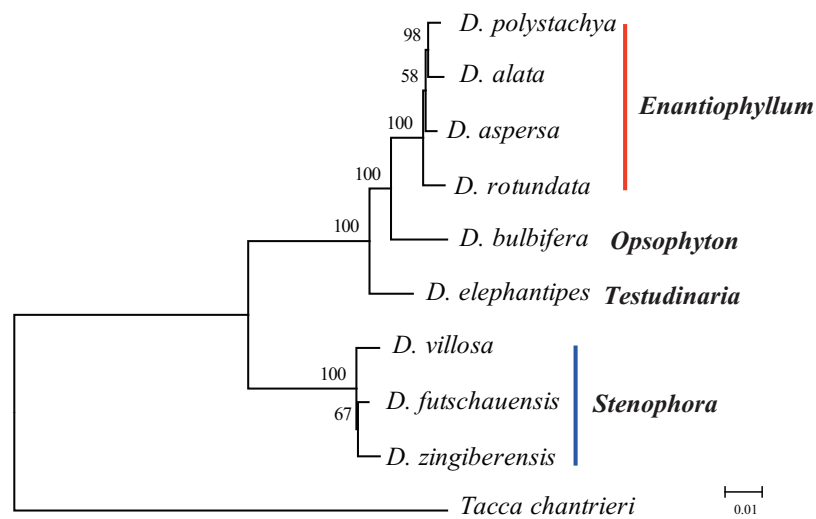 D. polystachya
98
58
D. alata
Enantiophyllum
D. aspersa
100
D. rotundata
100
D. bulbifera Opsophyton
100
D. elephantipes Testudinaria
D. villosa
100
D. futschauensis Stenophora
67
D. zingiberensis
Tacca chantrieri
0.01